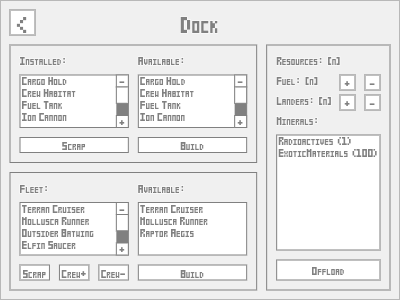 <
Dock
Installed:
Cargo Hold
Crew Habitat
Fuel Tank
Ion Cannon
-
+
Scrap
Available:
Cargo Hold
Crew Habitat
Fuel Tank
Ion Cannon
-
+
Build
Fleet:
Terran Cruiser
Mollusca Runner
Outsider Batwing
Elfin Saucer
-
+
Scrap
Crew+
Crew-
Available:
Terran Cruiser
Mollusca Runner
Raptor Aegis
Build
Resources: [n]
Fuel: [n]
+
-
Landers: [n]
+
-
Minerals:
Radioactives (1)
ExoticMaterials (100)
Offload